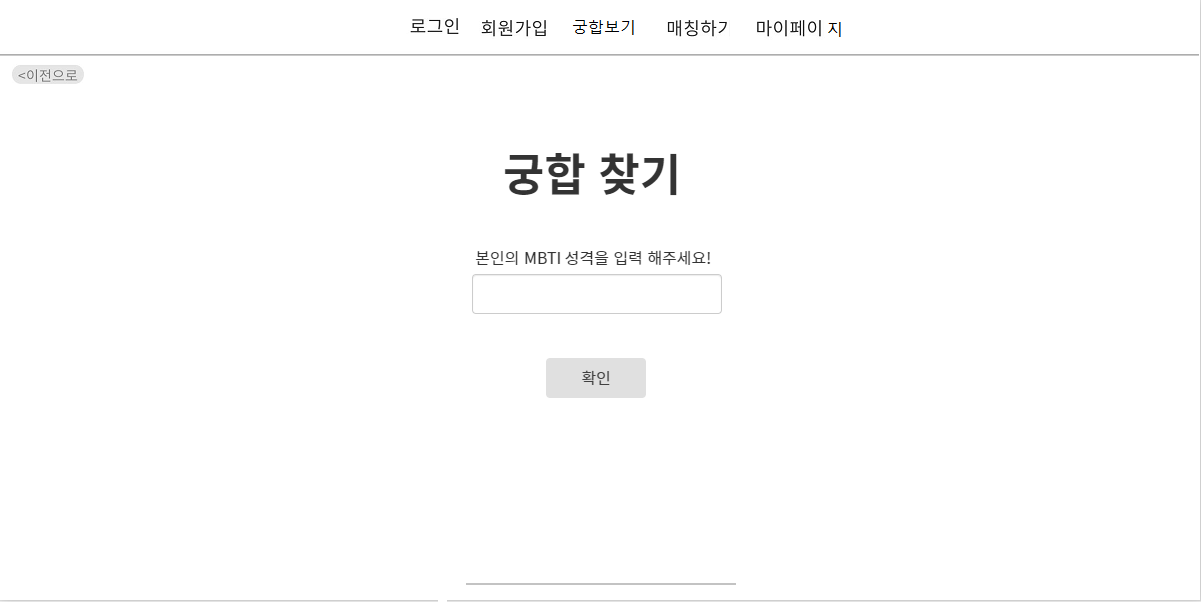 로그인 회원가입 궁합보기 매칭하기 마이페이 지
<이전으로
궁합 찾기
본인의 MBTI 성격을 입력 해주세요!
확인